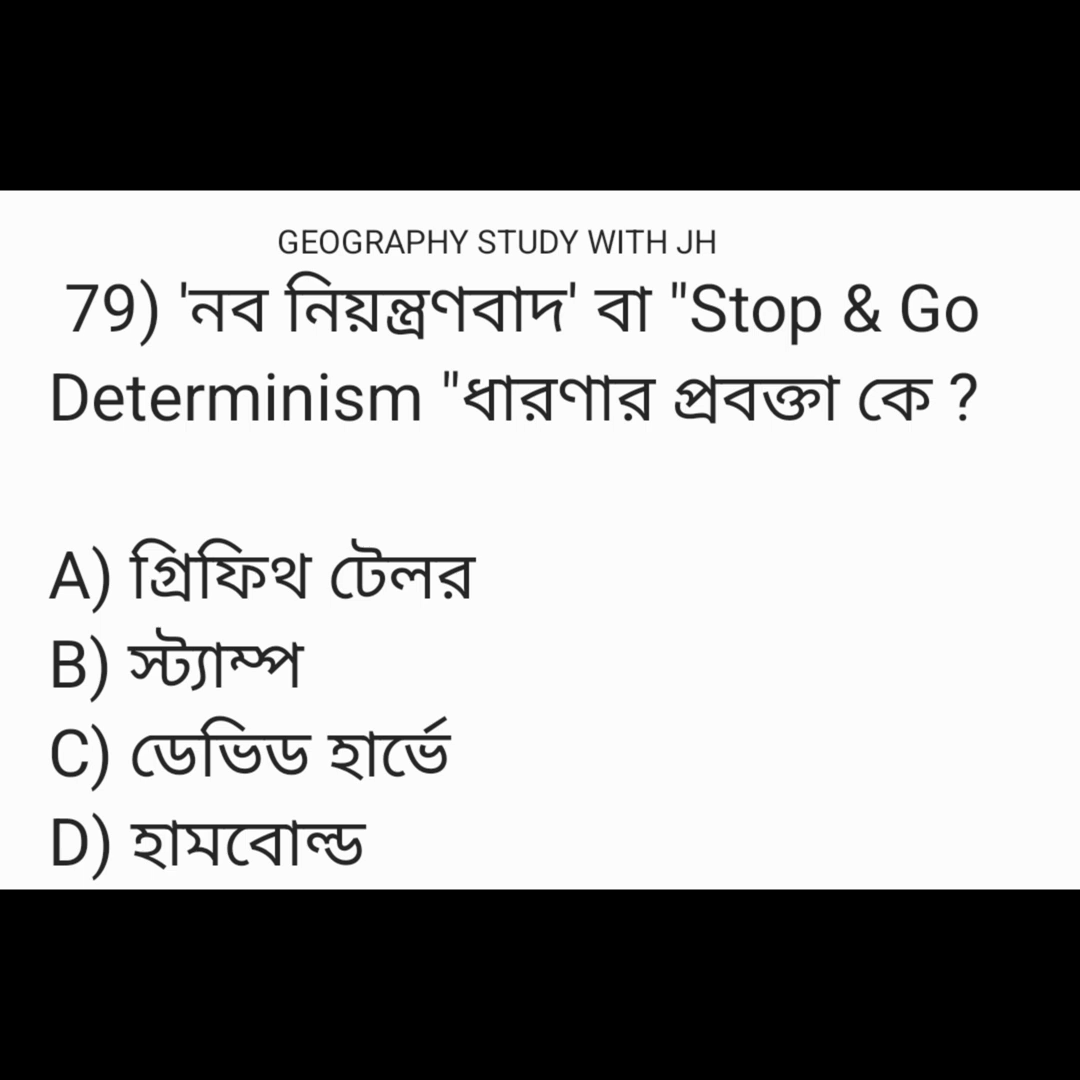 GEOGRAPHY STUDY WITH JH
79) 'নব নিয়ন্ত্রণবাদ' বা "Stop & Go
Determinism "ধারণার প্রবক্তা কে ?
A) গ্রিফিথ টেলর
B) স্ট্যাম্প
C) ডেভিড হার্ভে
D) হামবোল্ড